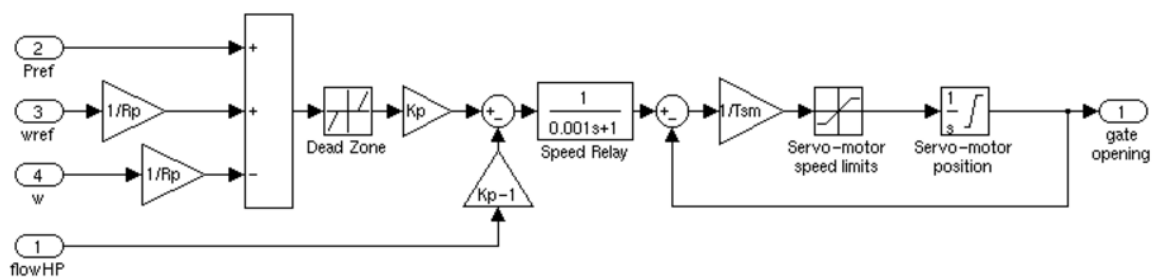 2
Pref
3
wref
1/Rp
4
w
1/Rp
1
flowHP
+
+
−
Dead Zone
Kp
+
−
Kp−1
1
0.001s+1
Speed Relay
+
−
1/Tsm
Servo−motor
speed limits
1
s
Servo−motor
position
1
gate
opening